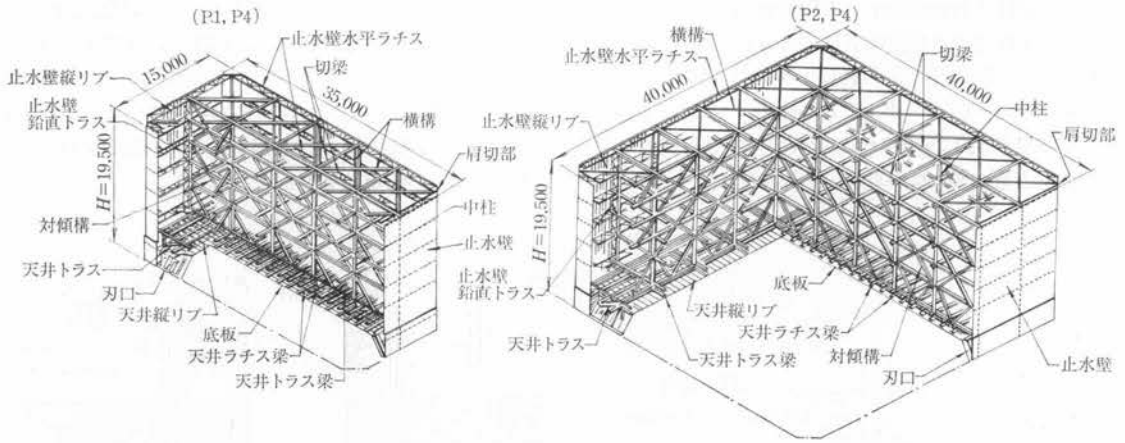 (P1, P4)
止水壁水平ラチス
切梁
15,000
止水壁縦リブ
35,000
止水壁
鉛直トラス
横構
肩切部
H=19,500
対傾構
中柱
止水壁
天井トラス
刃口
天井縦リブ
底板
天井ラチス梁
天井トラス梁
(P2, P4)
横構
止水壁水平ラチス
切梁
40,000
40,000
中柱
止水壁縦リブ
肩切部
H=19,500
止水壁
鉛直トラス
底板
天井縦リブ
天井ラチス梁
天井トラス
天井トラス梁
対傾構
刃口
止水壁